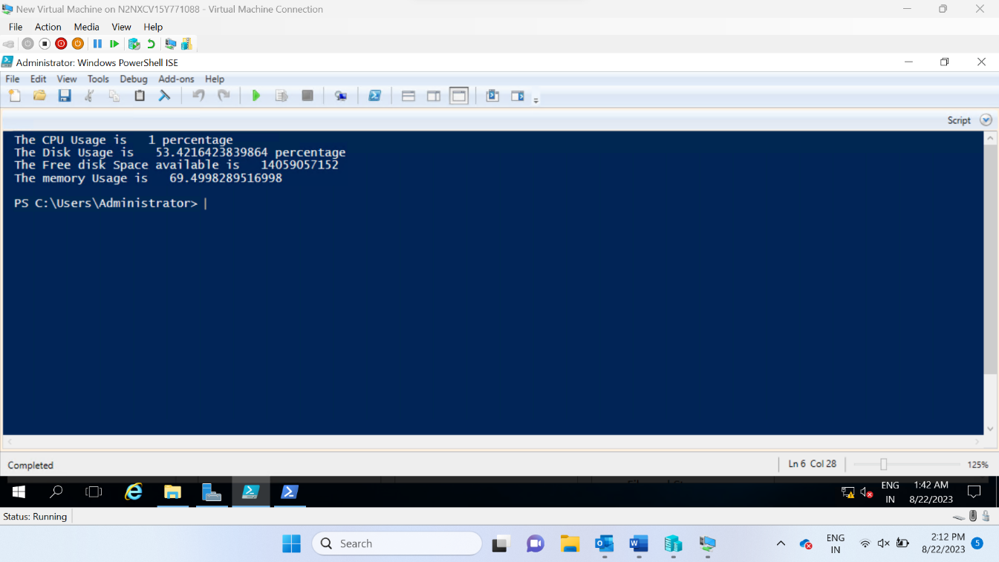 New Virtual Machine on N2NXCV15Y771088 - Virtual Machine Connection
File Action Media View Help
Administrator: Windows PowerShell ISE
File Edit View Tools Debug Add-ons Help
Script
The CPU Usage is 1 percentage
The Disk Usage is 53.4216423839864 percentage
The Free disk Space available is 14059057152
The memory Usage is 69.4998289516998
PS C:\Users\Administrator>
Completed
Ln 6 Col 28
125%
ENG
IN
1:42 AM
8/22/2023
Status: Running
Search
ENG
IN
2:12 PM
8/22/2023
5